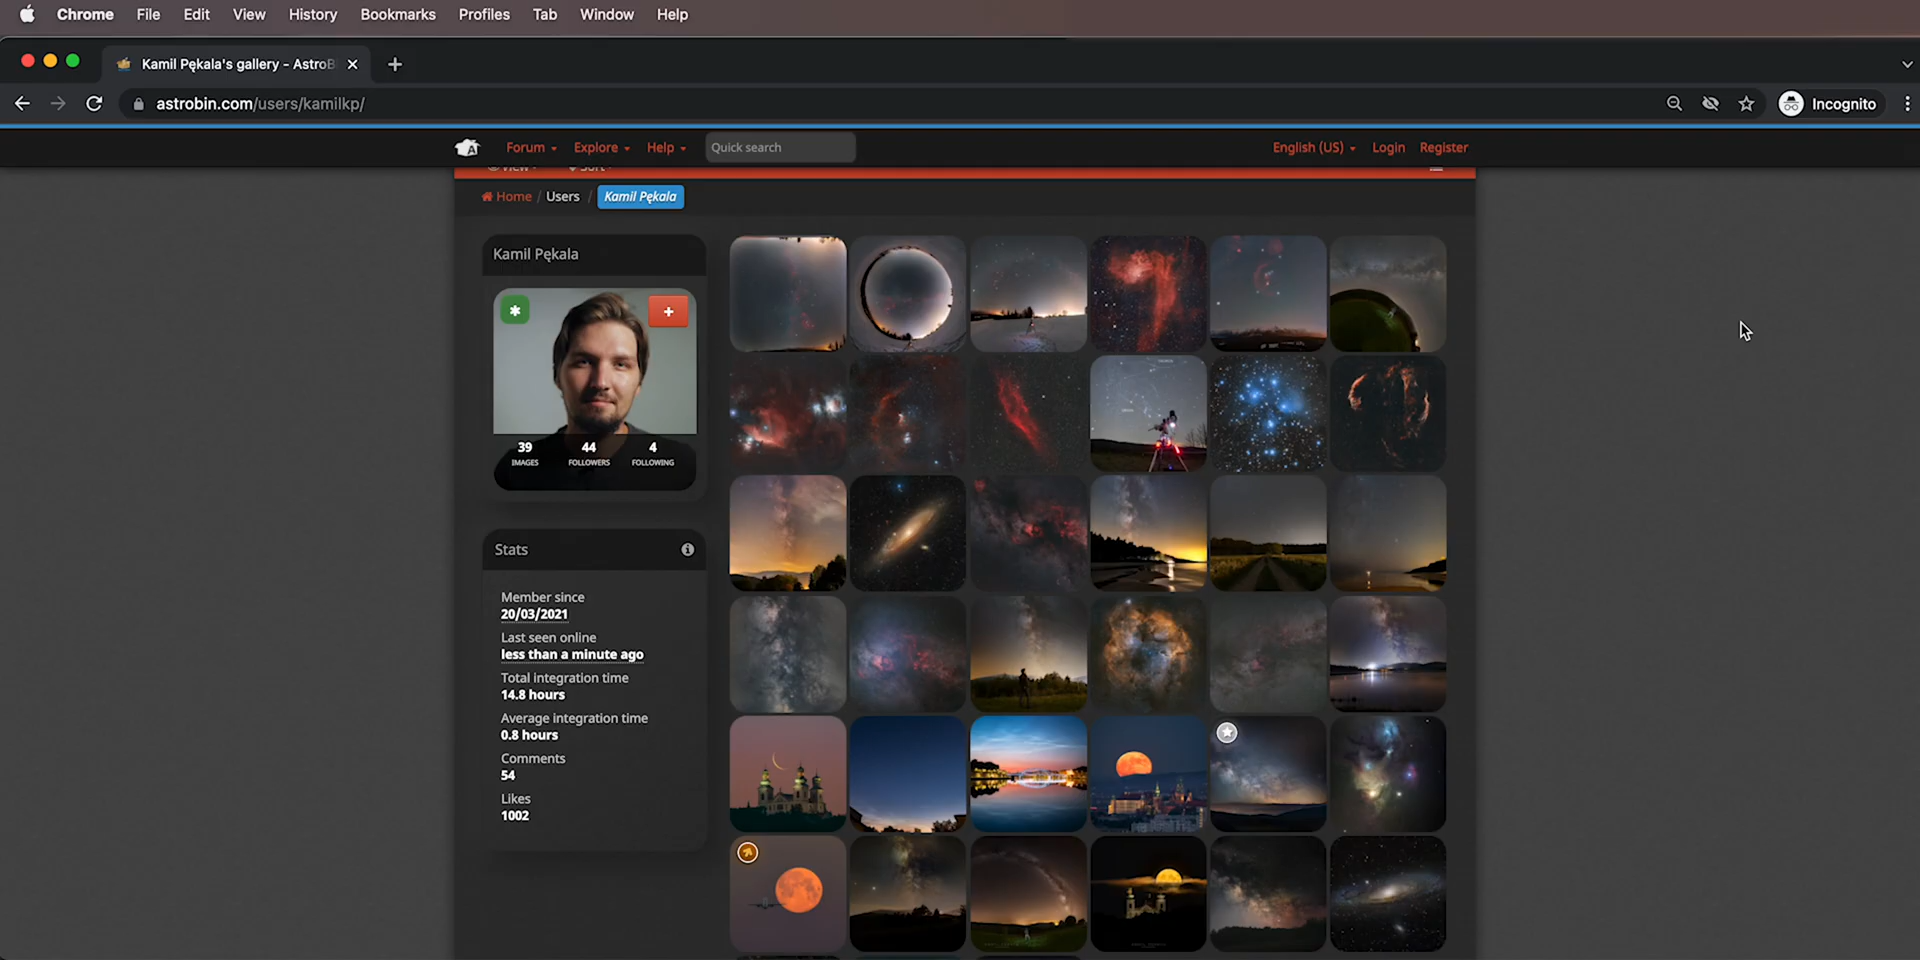 Chrome File Edit View History Bookmarks Profiles Tab Window Help
Kamil Pękala's gallery - AstroB
astrobin.com/users/kamilkp/
Incognito
Forum Explore Help Quick search English (US) Login Register
View Sort
Home / Users / Kamil Pękala
Kamil Pękala
39 44 4
IMAGES FOLLOWERS FOLLOWING
Stats
Member since
20/03/2021
Last seen online
less than a minute ago
Total integration time
14.8 hours
Average integration time
0.8 hours
Comments
54
Likes
1002